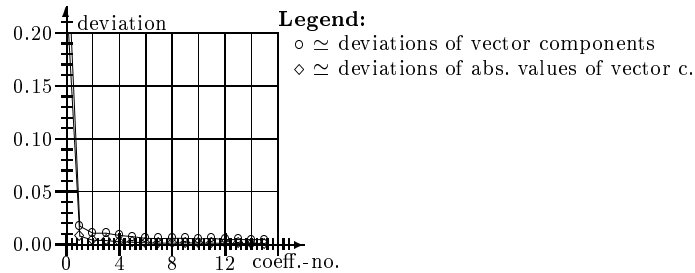 deviation
Legend:
○ ≃ deviations of vector components
◇ ≃ deviations of abs. values of vector c.
0.20
0.15
0.10
0.05
0.00
0 4 8 12 coeff.-no.